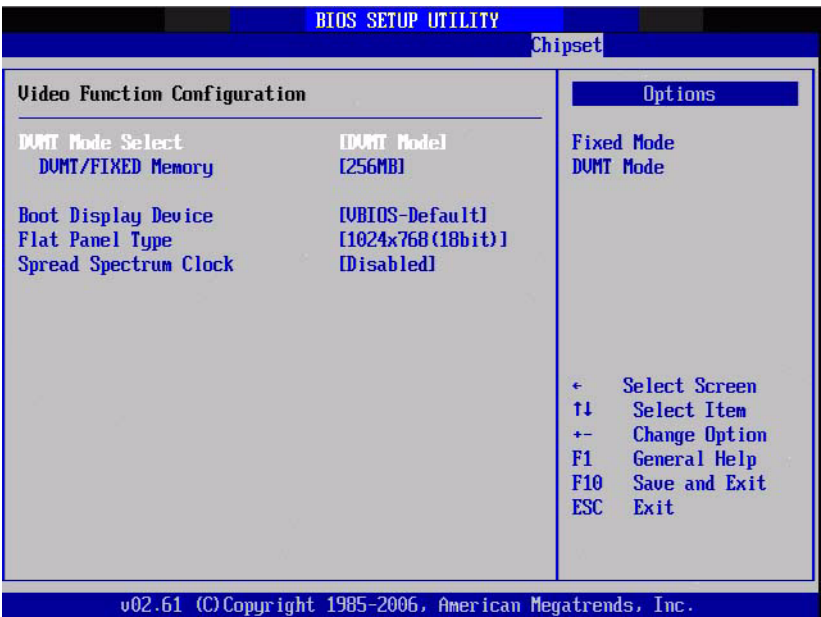 BIOS SETUP UTILITY
Chipset
Video Function Configuration
DVMT Mode Select [DVMT Mode]
DVMT/FIXED Memory [256MB]
Boot Display Device [VBIOS-Default]
Flat Panel Type [1024x768(18bit)]
Spread Spectrum Clock [Disabled]
Options
Fixed Mode
DVMT Mode
← Select Screen
↑↓ Select Item
+- Change Option
F1 General Help
F10 Save and Exit
ESC Exit
v02.61 (C)Copyright 1985-2006, American Megatrends, Inc.